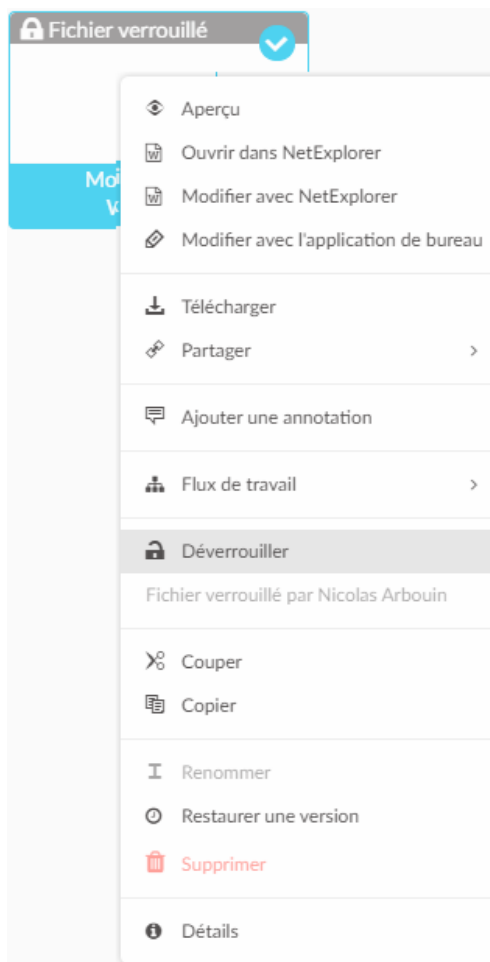 Fichier verrouillé
Aperçu
Ouvrir dans NetExplorer
Modifier avec NetExplorer
Modifier avec l'application de bureau
Télécharger
Partager
Ajouter une annotation
Flux de travail
Déverrouiller
Fichier verrouillé par Nicolas Arbouin
Couper
Copier
Renommer
Restaurer une version
Supprimer
Détails